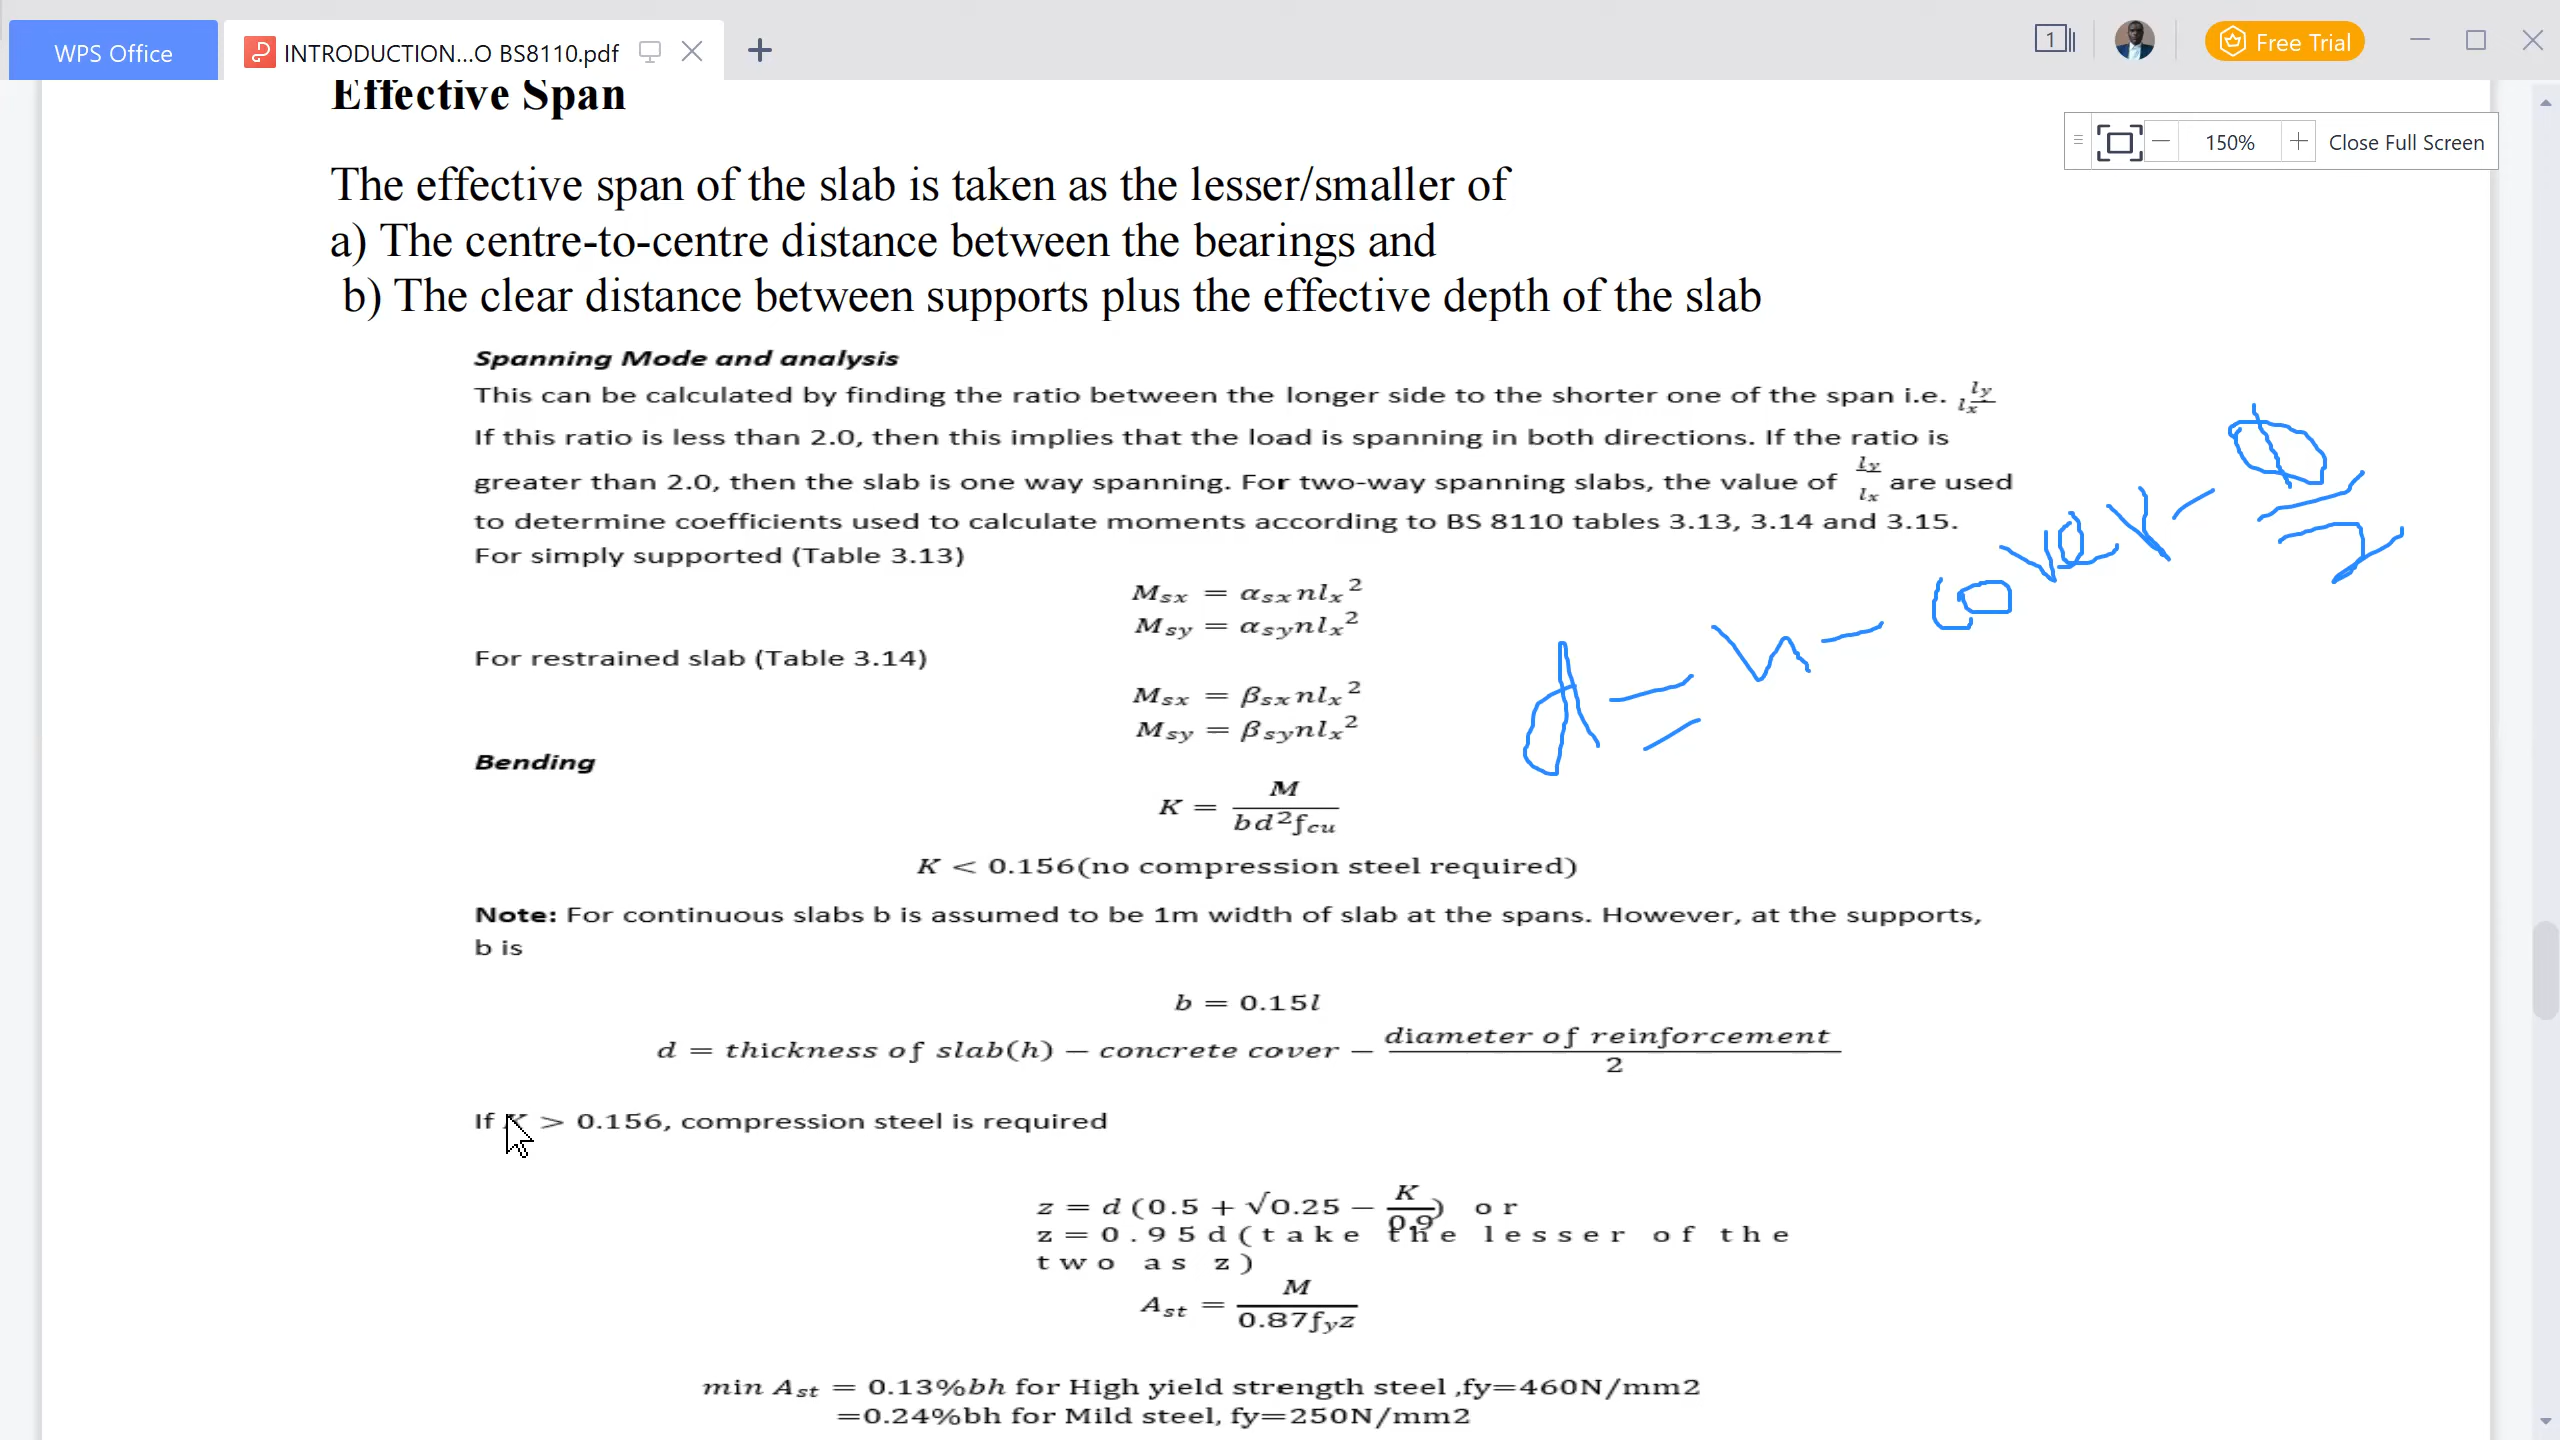 WPS Office
INTRODUCTION...O BS8110.pdf
1
Free Trial
150%
Close Full Screen
Effective Span
The effective span of the slab is taken as the lesser/smaller of
a) The centre-to-centre distance between the bearings and
b) The clear distance between supports plus the effective depth of the slab
Spanning Mode and analysis
This can be calculated by finding the ratio between the longer side to the shorter one of the span i.e. ly/lx
If this ratio is less than 2.0, then this implies that the load is spanning in both directions. If the ratio is
greater than 2.0, then the slab is one way spanning. For two-way spanning slabs, the value of ly/lx are used
to determine coefficients used to calculate moments according to BS 8110 tables 3.13, 3.14 and 3.15.
For simply supported (Table 3.13)
Msx = αsx nlx²
Msy = αsy nlx²
For restrained slab (Table 3.14)
Msx = βsx nlx²
Msy = βsy nlx²
d = h - cover - Φ/2
Bending
K = M / bd²fcu
K < 0.156(no compression steel required)
Note: For continuous slabs b is assumed to be 1m width of slab at the spans. However, at the supports,
b is
b = 0.15l
d = thickness of slab(h) − concrete cover − diameter of reinforcement / 2
If K > 0.156, compression steel is required
z = d (0.5 + √0.25 − K/0.9) or
z = 0.95d(take the lesser of the
two as z)
Ast = M / 0.87fyz
min Ast = 0.13%bh for High yield strength steel ,fy=460N/mm2
=0.24%bh for Mild steel, fy=250N/mm2